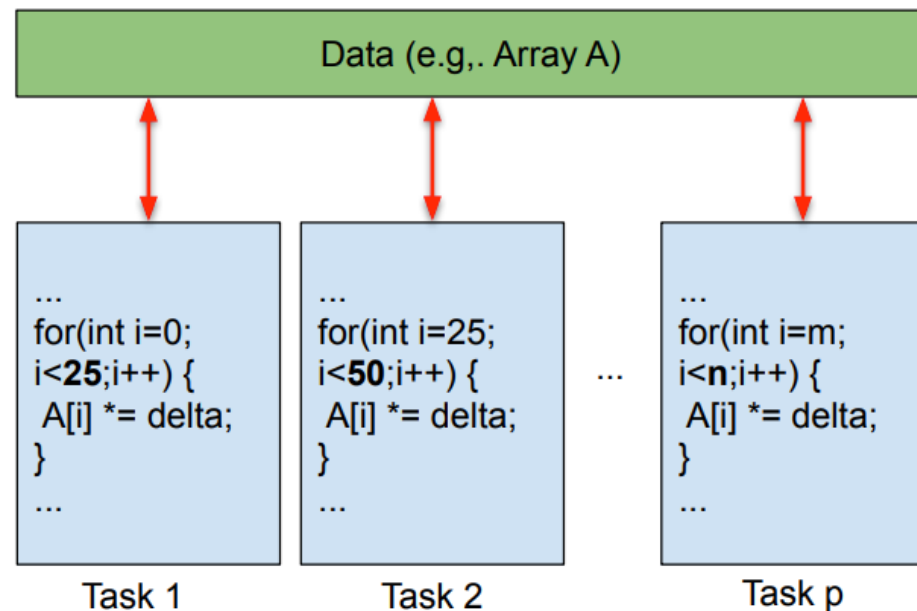 Data (e.g,. Array A)
...
for(int i=0;
i<25;i++) {
A[i] *= delta;
}
...
Task 1
...
for(int i=25;
i<50;i++) {
A[i] *= delta;
}
...
Task 2
...
...
for(int i=m;
i<n;i++) {
A[i] *= delta;
}
...
Task p